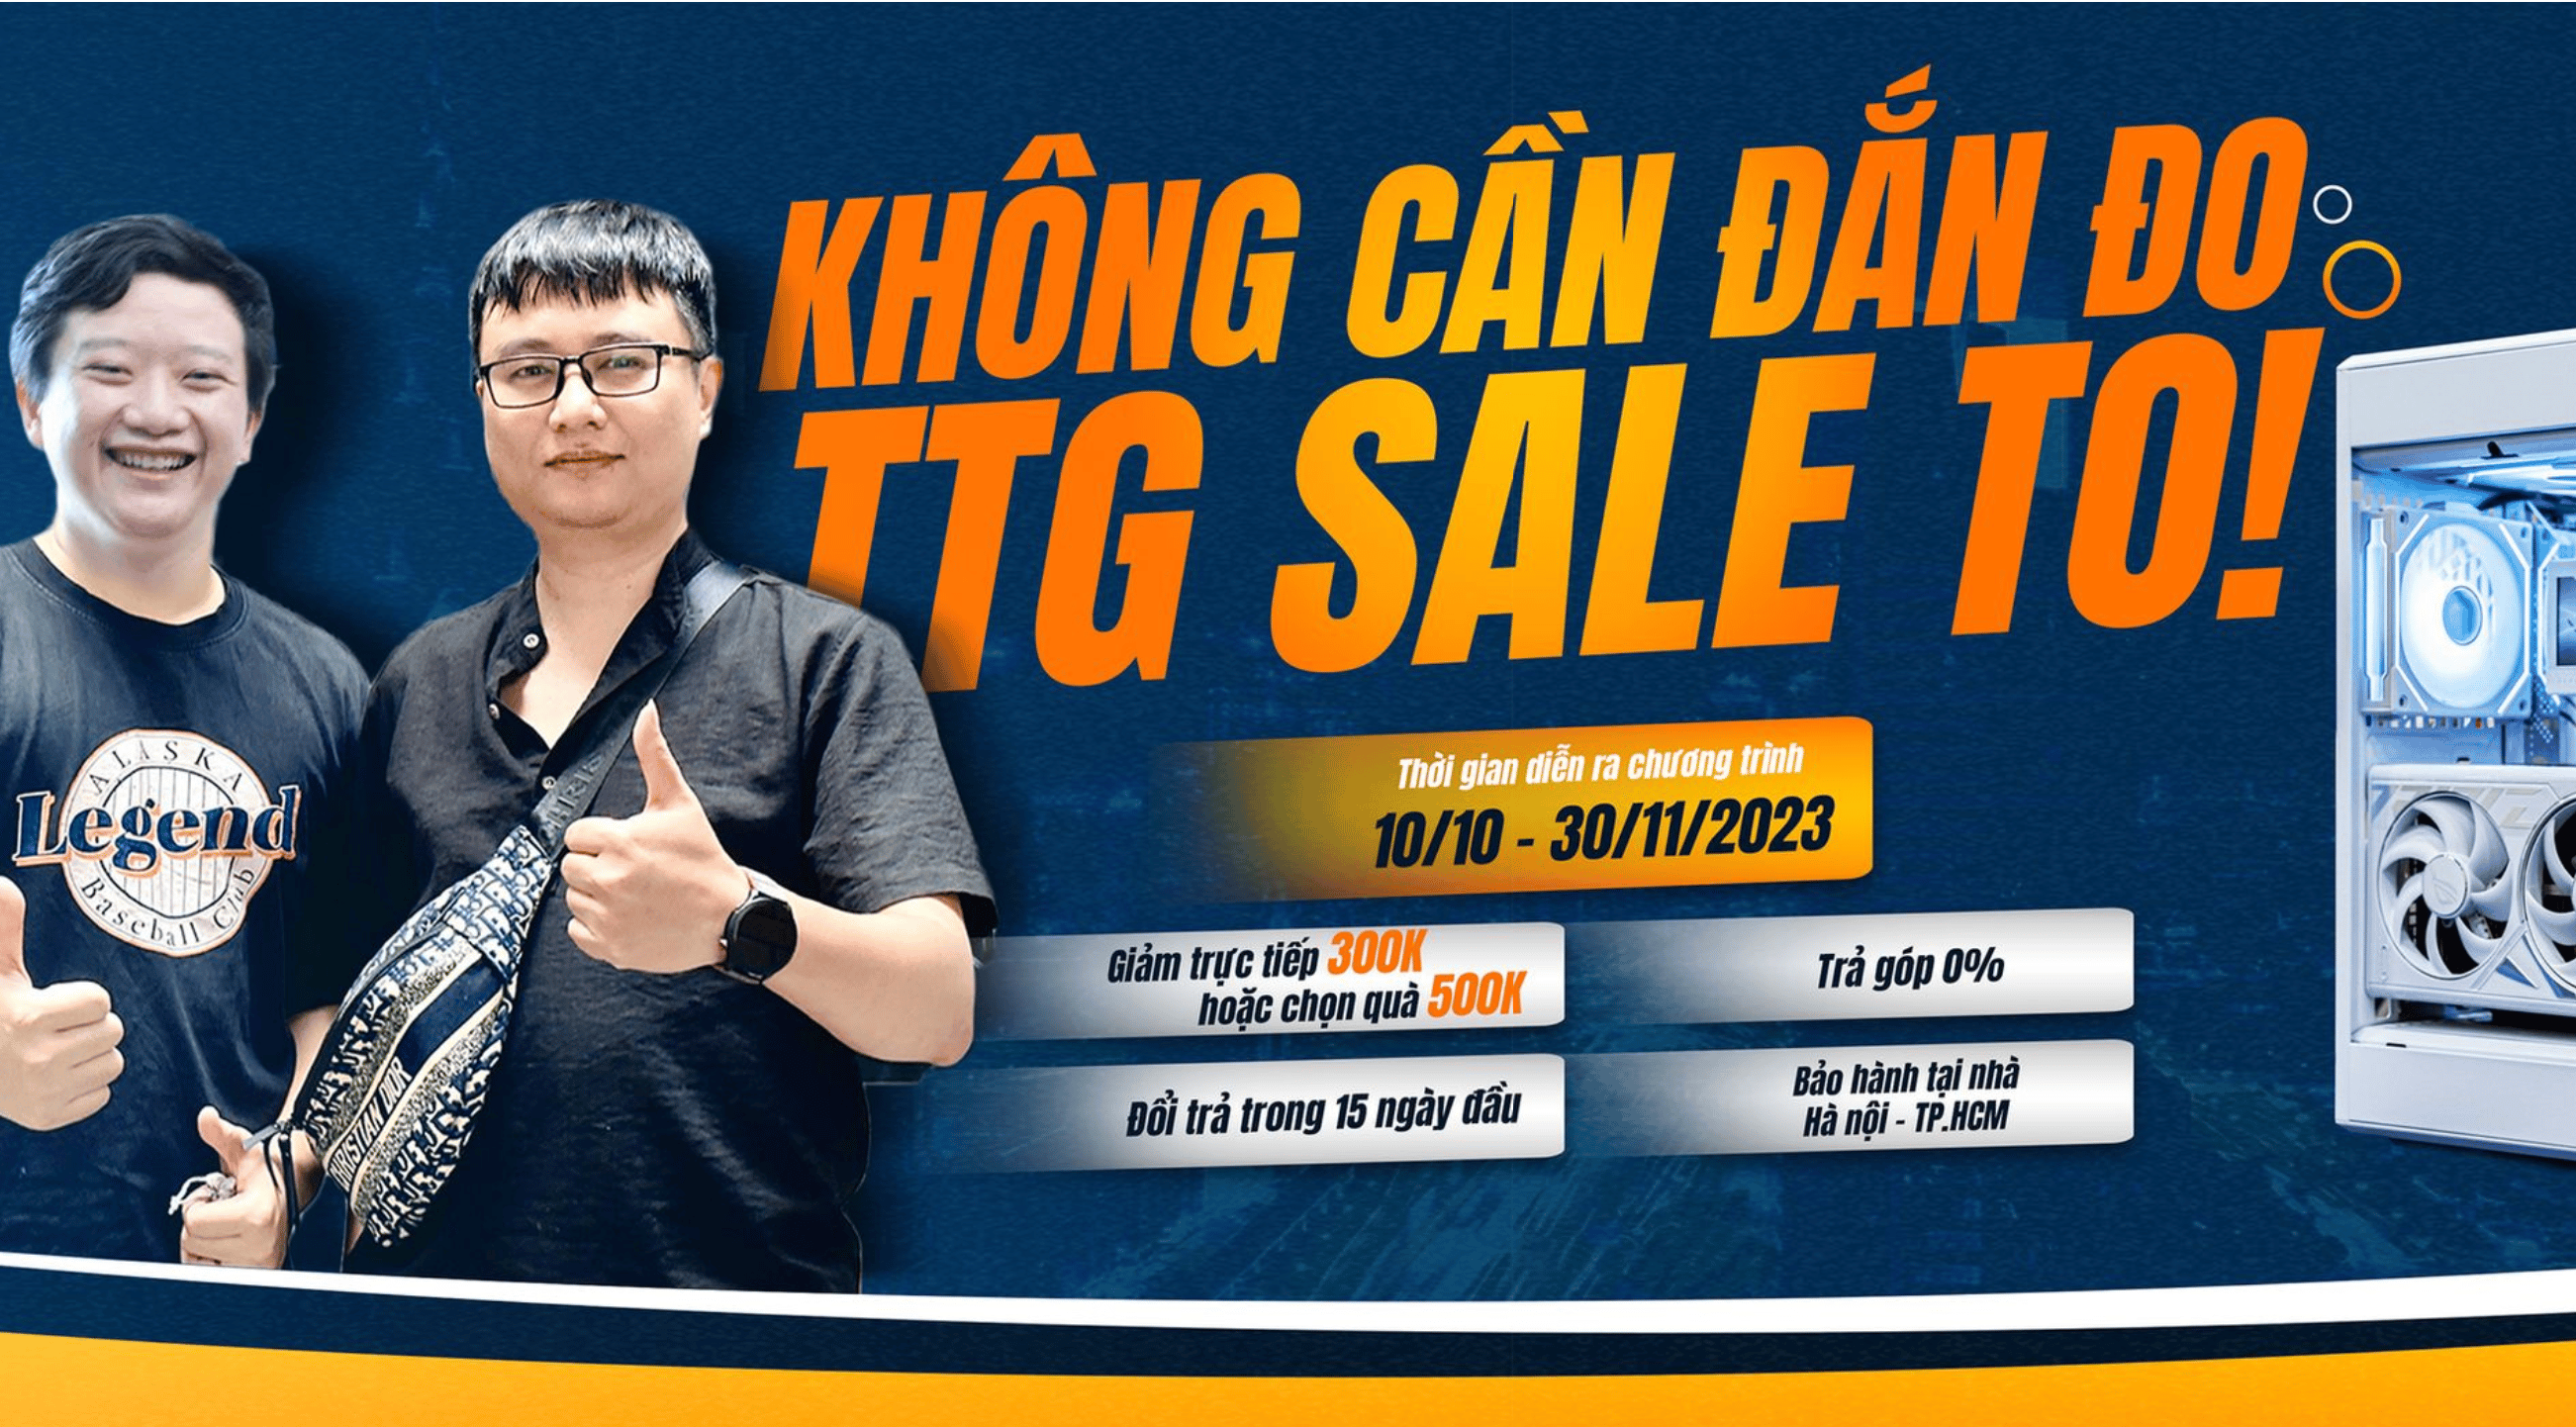 KHÔNG CẦN ĐẮN ĐO
TTG SALE TO!
Thời gian diễn ra chương trình
10/10 - 30/11/2023
Giảm trực tiếp 300K
hoặc chọn quà 500K
Trả góp 0%
Đổi trả trong 15 ngày đầu
Bảo hành tại nhà
Hà nội - TP.HCM
ALASKA
Legend
Baseball Club
CHRISTIAN DIOR